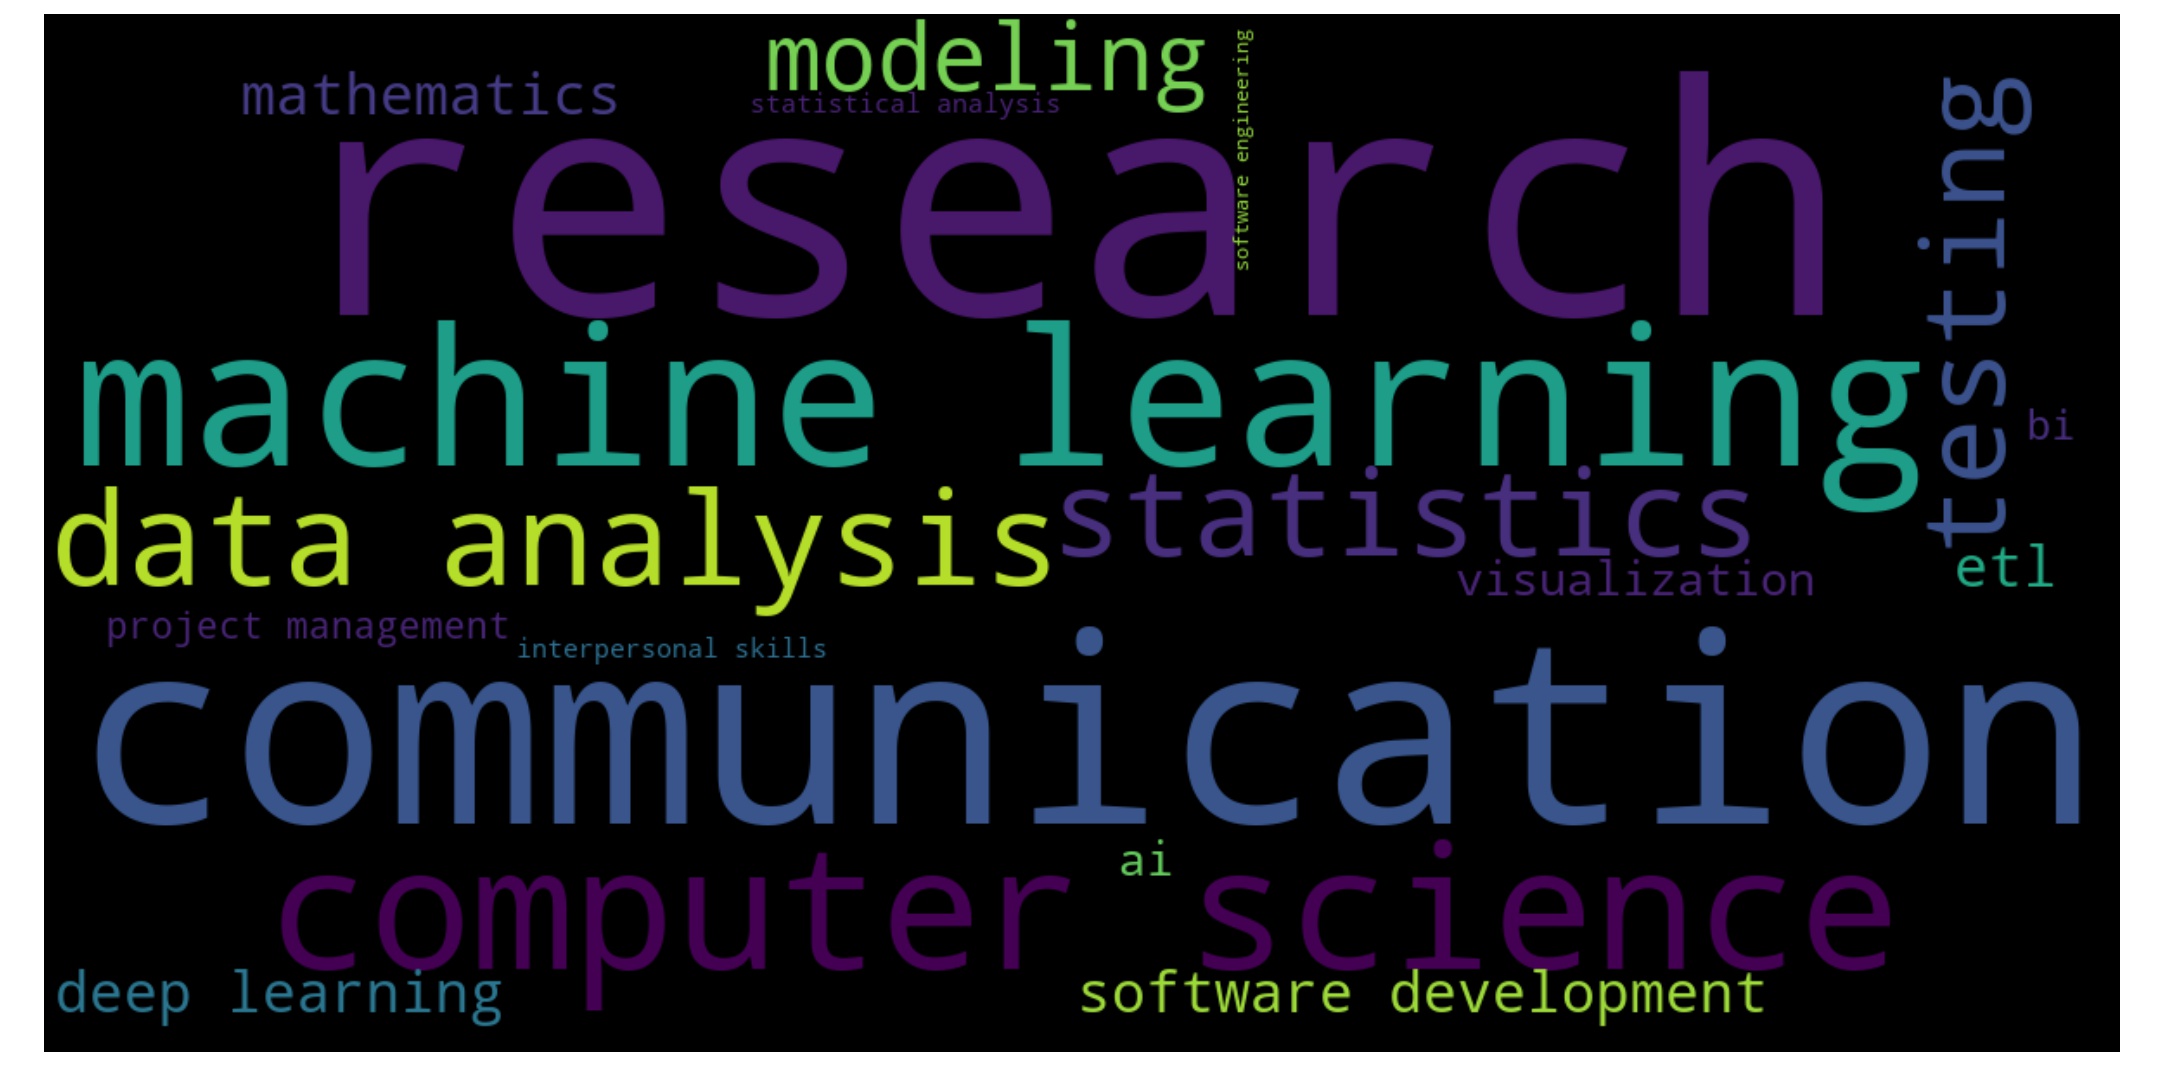 modeling
mathematics
statistical analysis
software engineering
research
testing
machine learning
bi
data analysis
statistics
visualization
etl
project management
interpersonal skills
communication
ai
computer science
deep learning
software development